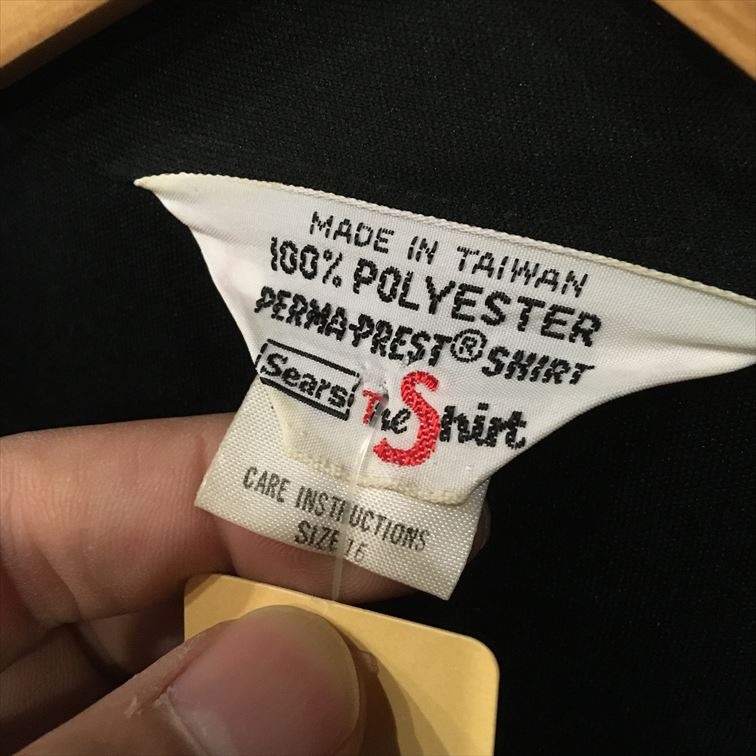 MADE IN TAIWAN
100% POLYESTER
PERMA-PREST® SHIRT
Sears The Shirt
CARE INSTRUCTIONS
SIZE 16